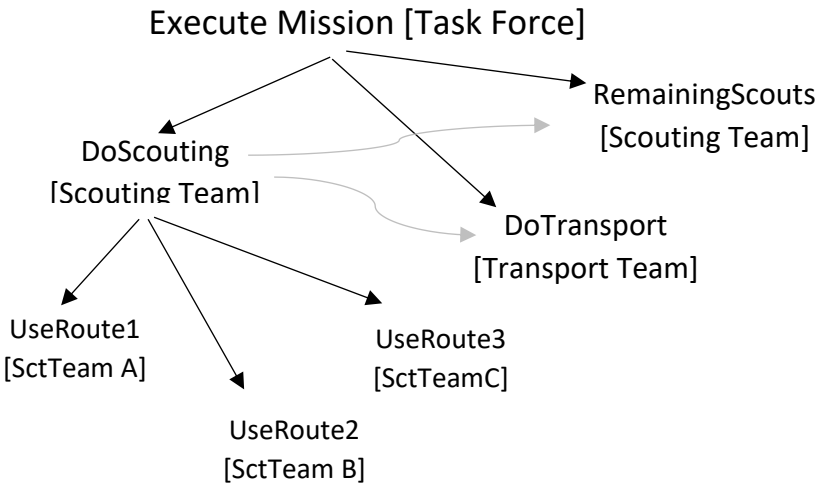 Execute Mission [Task Force]
RemainingScouts
[Scouting Team]
DoScouting
[Scouting Team]
DoTransport
[Transport Team]
UseRoute1
[SctTeam A]
UseRoute3
[SctTeamC]
UseRoute2
[SctTeam B]